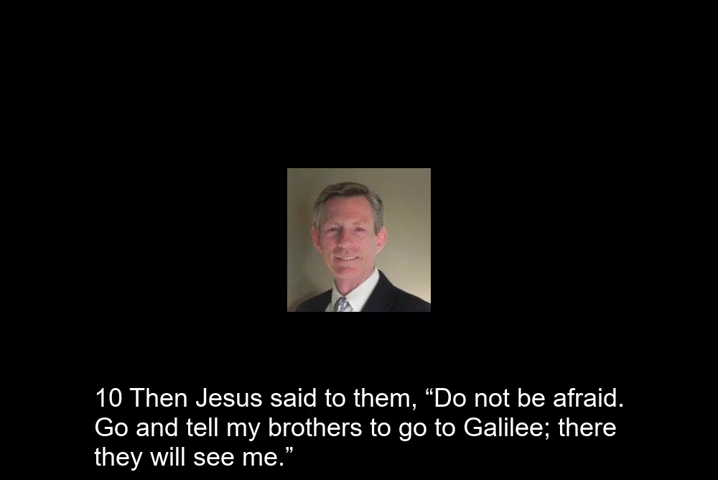 10 Then Jesus said to them, “Do not be afraid.
Go and tell my brothers to go to Galilee; there
they will see me.”